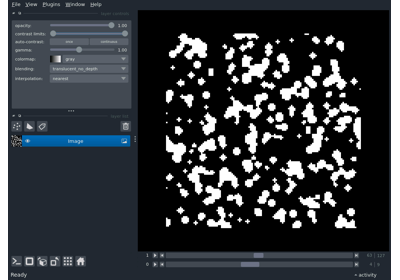 File View Plugins Window Help
opacity: 1.00
contrast limits:
auto-contrast: once continuous
gamma: 1.00
colormap: gray
blending: translucent_no_depth
interpolation: nearest
Image
1
0
Ready
activity